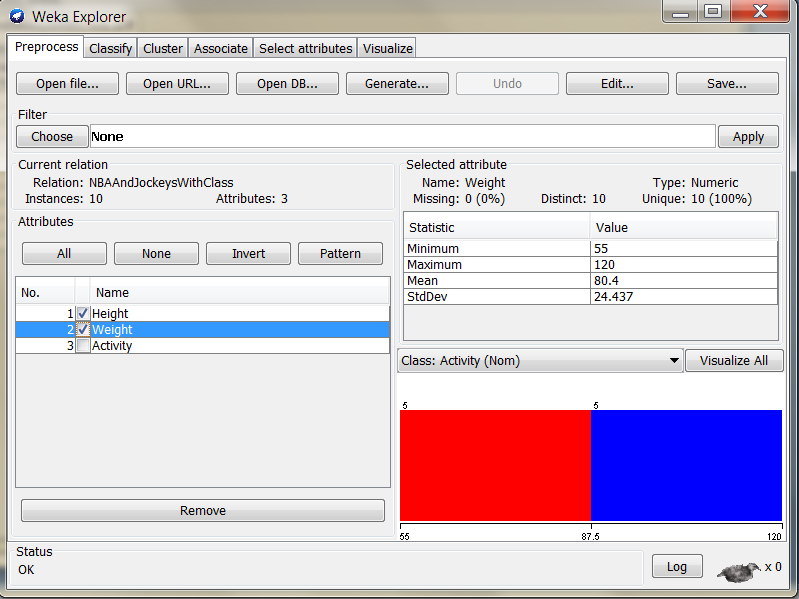 Weka Explorer
Preprocess Classify Cluster Associate Select attributes Visualize
Open file... Open URL... Open DB... Generate... Undo Edit... Save...
Filter
Choose None Apply
Current relation
Relation: NBAAndJockeysWithClass
Instances: 10 Attributes: 3
Attributes
All None Invert Pattern
No. Name
1 Height
2 Weight
3 Activity
Remove
Selected attribute
Name: Weight Type: Numeric
Missing: 0 (0%) Distinct: 10 Unique: 10 (100%)
Statistic Value
Minimum 55
Maximum 120
Mean 80.4
StdDev 24.437
Class: Activity (Nom) Visualize All
5 5
55 87.5 120
Status
OK
Log x 0